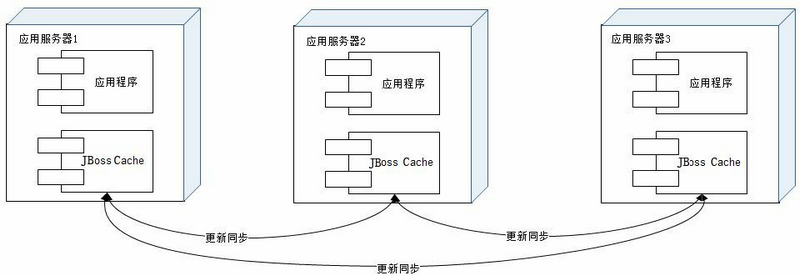 应用服务器1
应用服务器2
应用服务器3
应用程序
应用程序
应用程序
JBoss Cache
JBoss Cache
JBoss Cache
更新同步
更新同步
更新同步